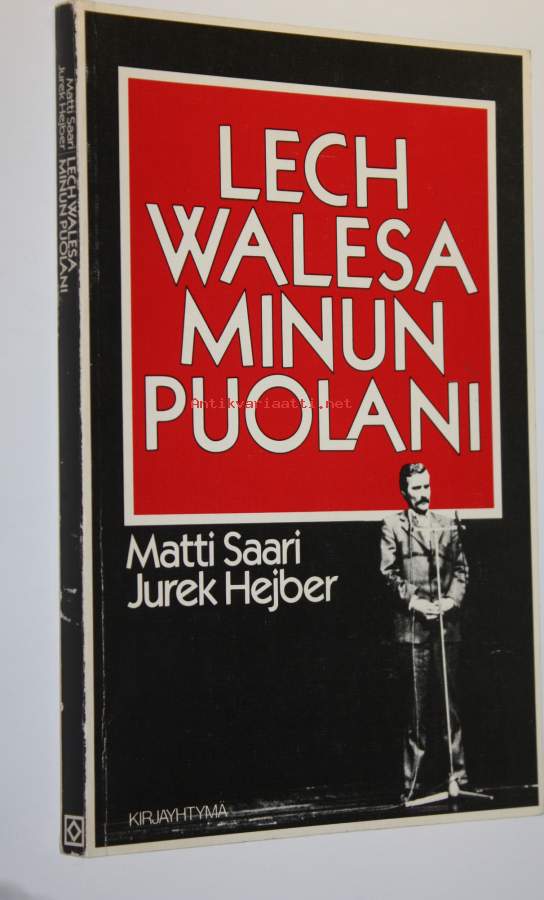 Matti Saari
Jurek Hejber
LECH WALESA
MINUN PUOLANI
LECH
WALESA
MINUN
PUOLANI
Antikvariaatti.net
Matti Saari
Jurek Hejber
KIRJAYHTYMÄ